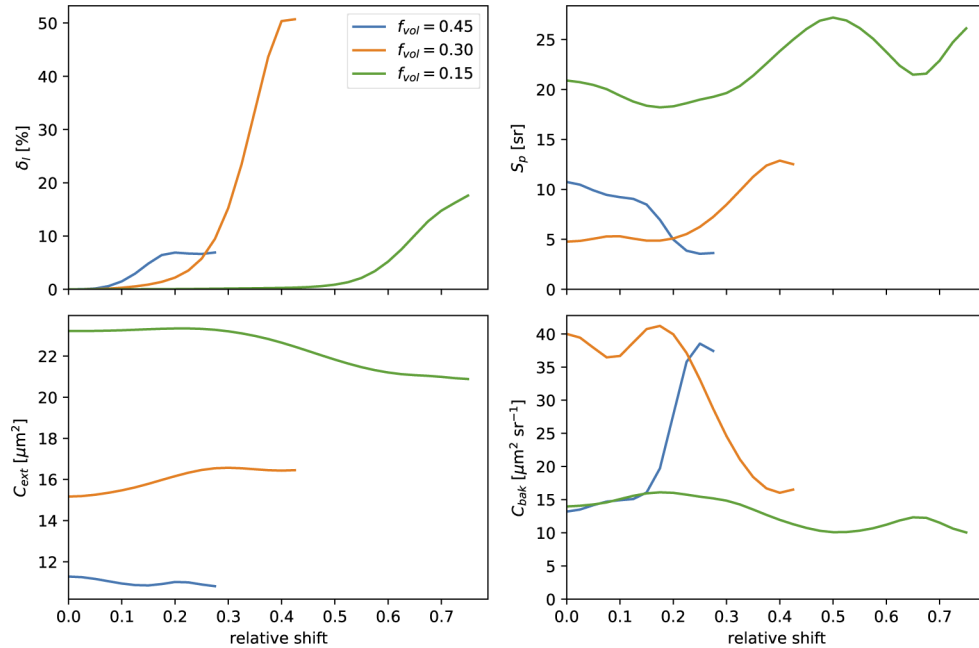 50
40
30
20
10
0
δ_l [%]
f_vol = 0.45
f_vol = 0.30
f_vol = 0.15
25
20
15
10
5
0
S_p [sr]
22
20
18
16
14
12
C_ext [μm²]
0.0 0.1 0.2 0.3 0.4 0.5 0.6 0.7
relative shift
40
35
30
25
20
15
10
5
0
C_bak [μm² sr⁻¹]
0.0 0.1 0.2 0.3 0.4 0.5 0.6 0.7
relative shift